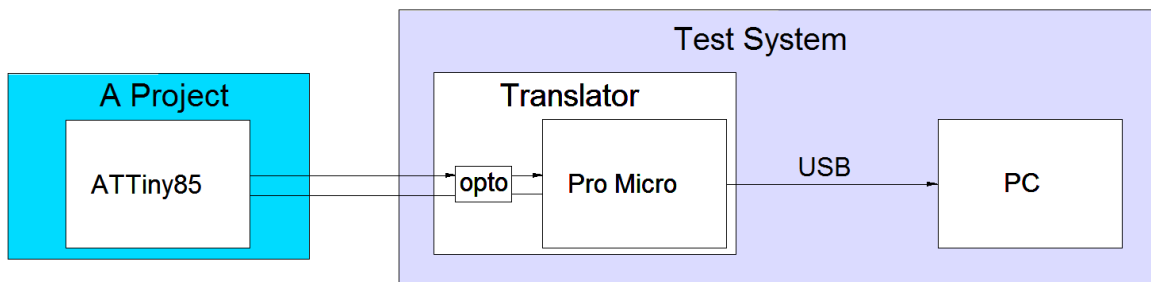 Test System
A Project
Translator
ATTiny85
opto
Pro Micro
USB
PC